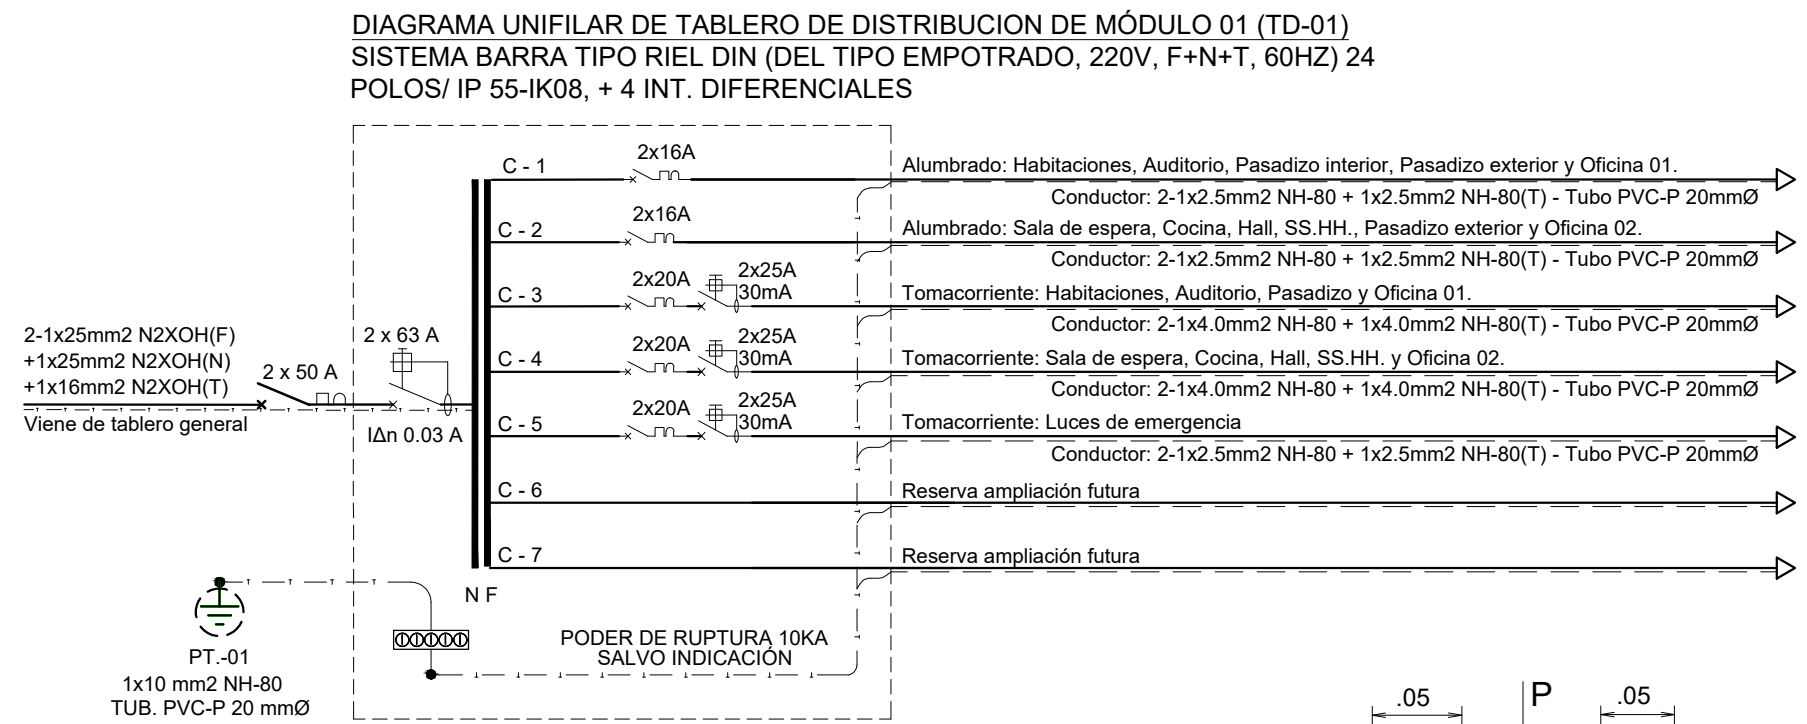 DIAGRAMA UNIFILAR DE TABLERO DE DISTRIBUCION DE MÓDULO 01 (TD-01)
SISTEMA BARRA TIPO RIEL DIN (DEL TIPO EMPOTRADO, 220V, F+N+T, 60HZ) 24
POLOS/ IP 55-IK08, + 4 INT. DIFERENCIALES
C - 1
2x16A
Alumbrado: Habitaciones, Auditorio, Pasadizo interior, Pasadizo exterior y Oficina 01.
Conductor: 2-1x2.5mm2 NH-80 + 1x2.5mm2 NH-80(T) - Tubo PVC-P 20mmØ
C - 2
2x16A
Alumbrado: Sala de espera, Cocina, Hall, SS.HH., Pasadizo exterior y Oficina 02.
Conductor: 2-1x2.5mm2 NH-80 + 1x2.5mm2 NH-80(T) - Tubo PVC-P 20mmØ
C - 3
2x20A
2x25A
30mA
Tomacorriente: Habitaciones, Auditorio, Pasadizo y Oficina 01.
Conductor: 2-1x4.0mm2 NH-80 + 1x4.0mm2 NH-80(T) - Tubo PVC-P 20mmØ
C - 4
2x20A
2x25A
30mA
Tomacorriente: Sala de espera, Cocina, Hall, SS.HH. y Oficina 02.
Conductor: 2-1x4.0mm2 NH-80 + 1x4.0mm2 NH-80(T) - Tubo PVC-P 20mmØ
C - 5
2x20A
2x25A
30mA
Tomacorriente: Luces de emergencia
Conductor: 2-1x2.5mm2 NH-80 + 1x2.5mm2 NH-80(T) - Tubo PVC-P 20mmØ
C - 6
Reserva ampliación futura
C - 7
Reserva ampliación futura
2-1x25mm2 N2XOH(F)
+1x25mm2 N2XOH(N)
+1x16mm2 N2XOH(T)
Viene de tablero general
2 x 50 A
2 x 63 A
IΔn 0.03 A
N F
PODER DE RUPTURA 10KA
SALVO INDICACIÓN
PT.-01
1x10 mm2 NH-80
TUB. PVC-P 20 mmØ
.05
P
.05